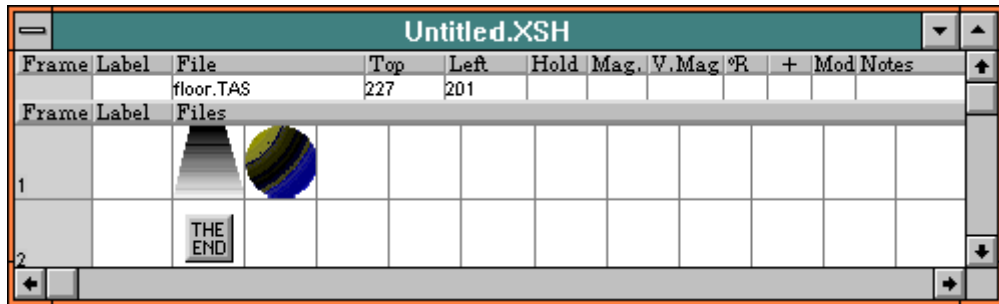 Untitled.XSH
Frame Label File Top Left Hold Mag. V.Mag °R + Mod Notes
floor.TAS 227 201
Frame Label Files
1
THE
END
2